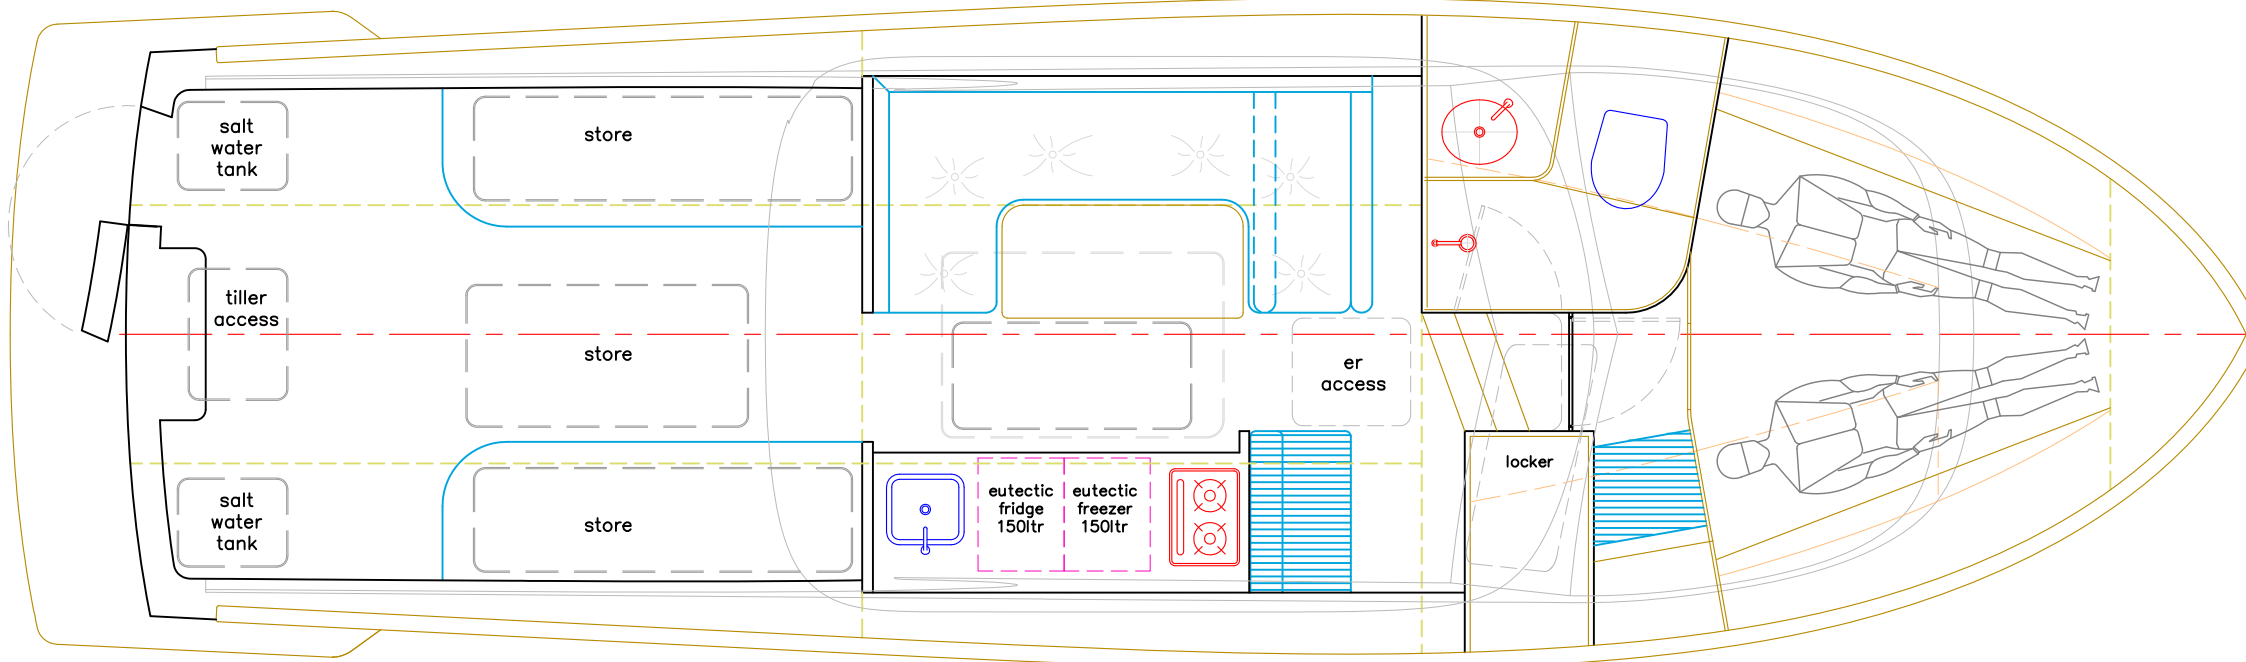 salt
water
tank
store
tiller
access
store
er
access
salt
water
tank
store
eutectic
fridge
150ltr
eutectic
freezer
150ltr
locker